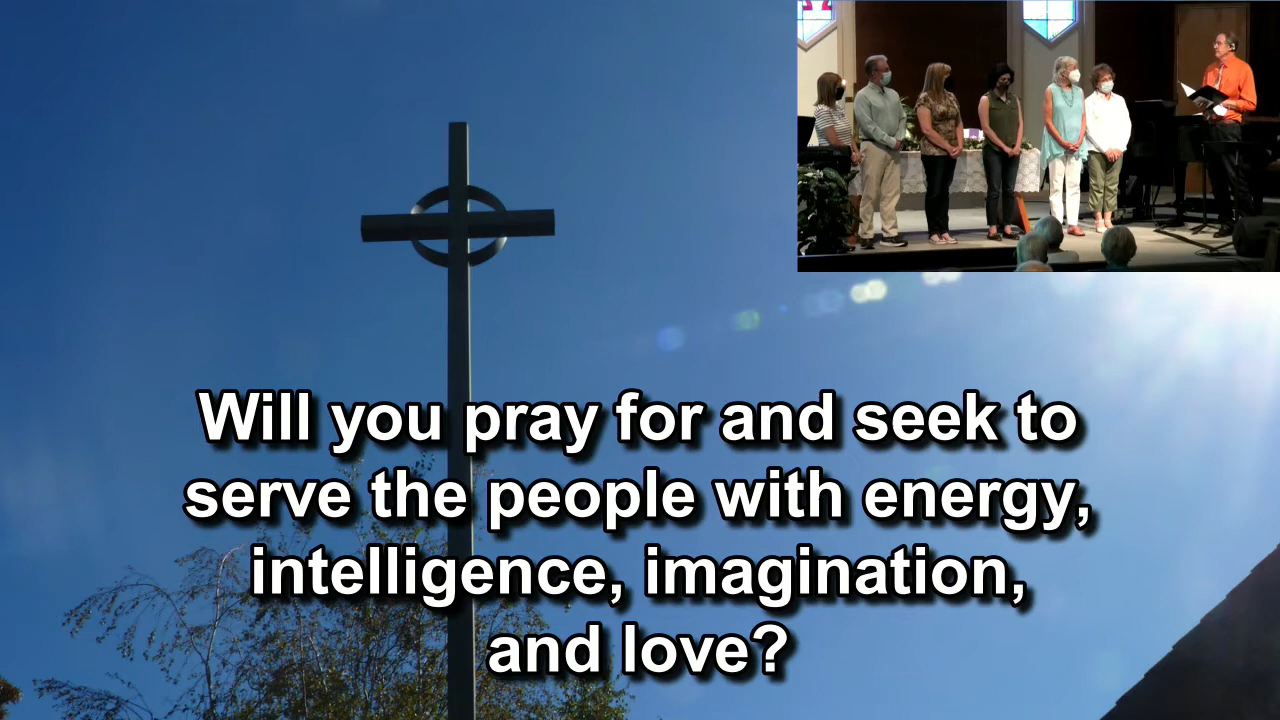 Will you pray for and seek to
serve the people with energy,
intelligence, imagination,
and love?